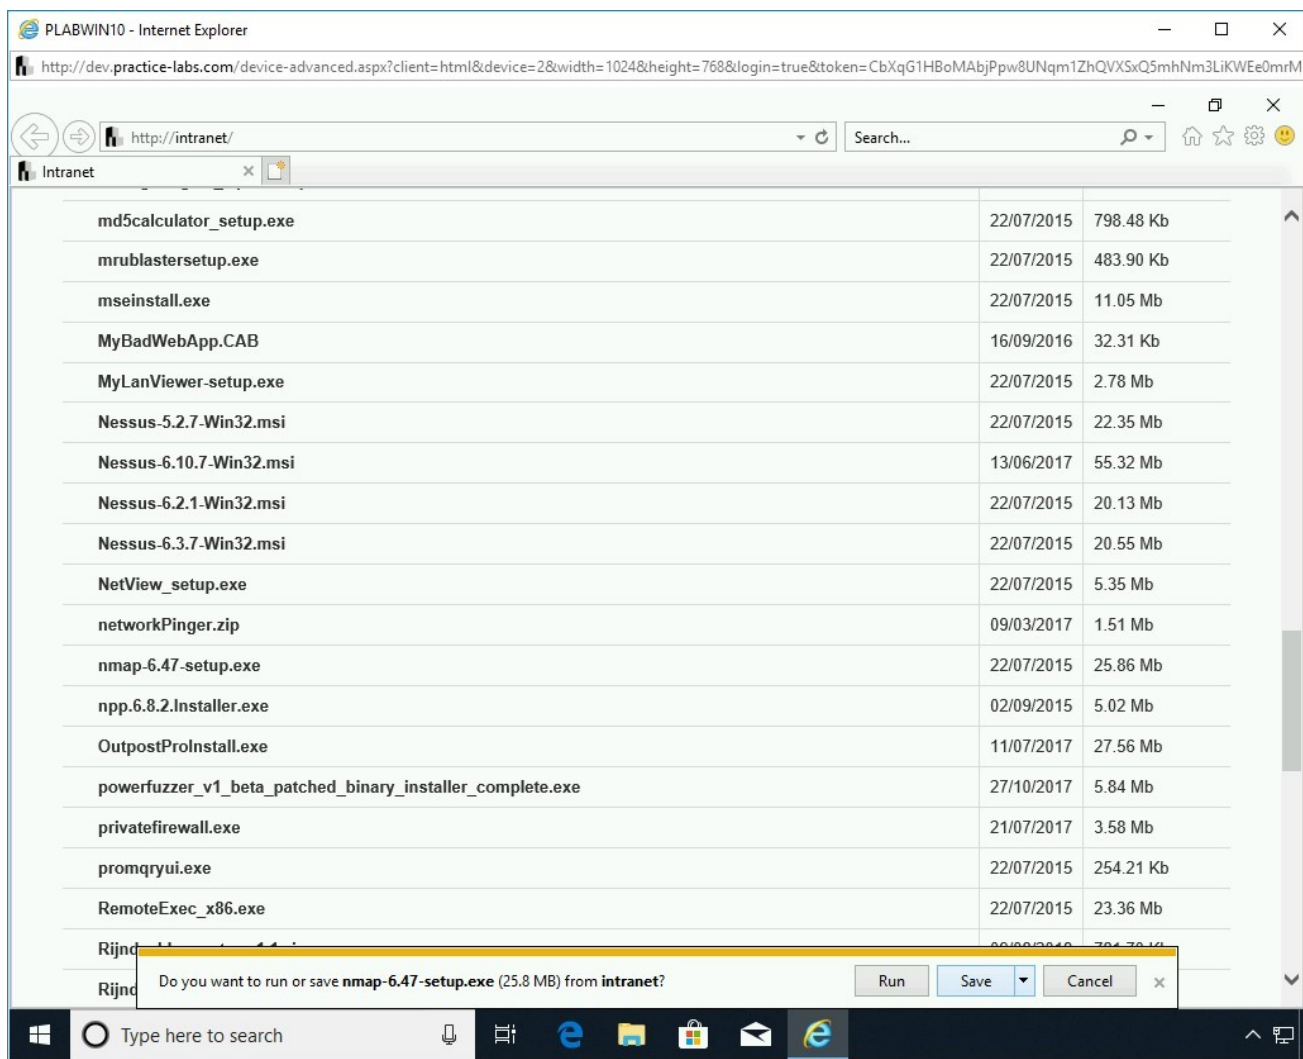 PLABWIN10 - Internet Explorer
http://dev.practice-labs.com/device-advanced.aspx?client=html&device=2&width=1024&height=768&login=true&token=CbXqG1HBoMAbjPpw8UNqm1ZhQVXSxQ5mhNm3LiKWEe0mrM
http://intranet/ Search...
Intranet
md5calculator_setup.exe 22/07/2015 798.48 Kb
mrublastersetup.exe 22/07/2015 483.90 Kb
mseinstall.exe 22/07/2015 11.05 Mb
MyBadWebApp.CAB 16/09/2016 32.31 Kb
MyLanViewer-setup.exe 22/07/2015 2.78 Mb
Nessus-5.2.7-Win32.msi 22/07/2015 22.35 Mb
Nessus-6.10.7-Win32.msi 13/06/2017 55.32 Mb
Nessus-6.2.1-Win32.msi 22/07/2015 20.13 Mb
Nessus-6.3.7-Win32.msi 22/07/2015 20.55 Mb
NetView_setup.exe 22/07/2015 5.35 Mb
networkPinger.zip 09/03/2017 1.51 Mb
nmap-6.47-setup.exe 22/07/2015 25.86 Mb
npp.6.8.2.Installer.exe 02/09/2015 5.02 Mb
OutpostProInstall.exe 11/07/2017 27.56 Mb
powerfuzzer_v1_beta_patched_binary_installer_complete.exe 27/10/2017 5.84 Mb
privatefirewall.exe 21/07/2017 3.58 Mb
promqryui.exe 22/07/2015 254.21 Kb
RemoteExec_x86.exe 22/07/2015 23.36 Mb
Rijnd
Do you want to run or save nmap-6.47-setup.exe (25.8 MB) from intranet? Run Save Cancel
Rijnd
Type here to search